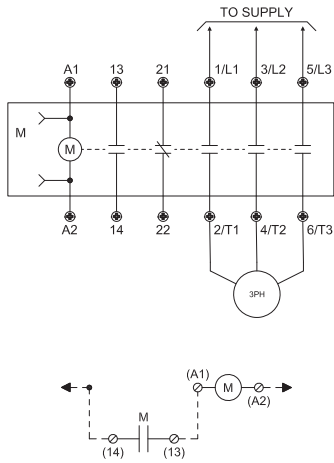 TO SUPPLY
A1 13 21 1/L1 3/L2 5/L3
M
M
A2 14 22 2/T1 4/T2 6/T3
3PH
(A1)
M
(A2)
M
(14) (13)